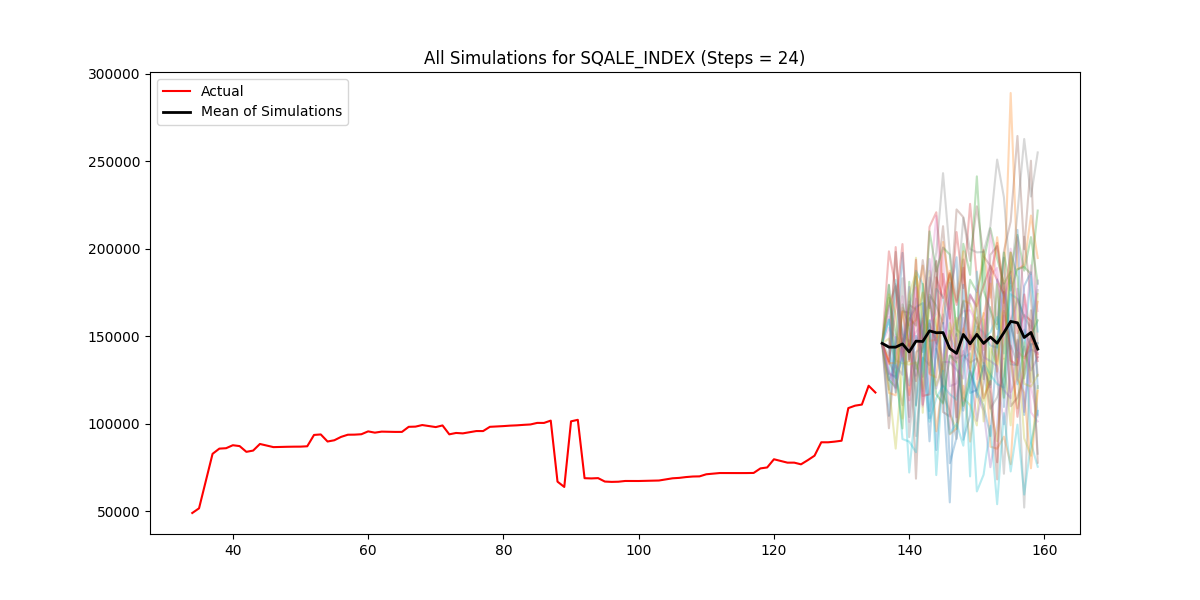 All Simulations for SQALE_INDEX (Steps = 24)
300000
Actual
Mean of Simulations
250000
200000
150000
100000
50000
40 60 80 100 120 140 160